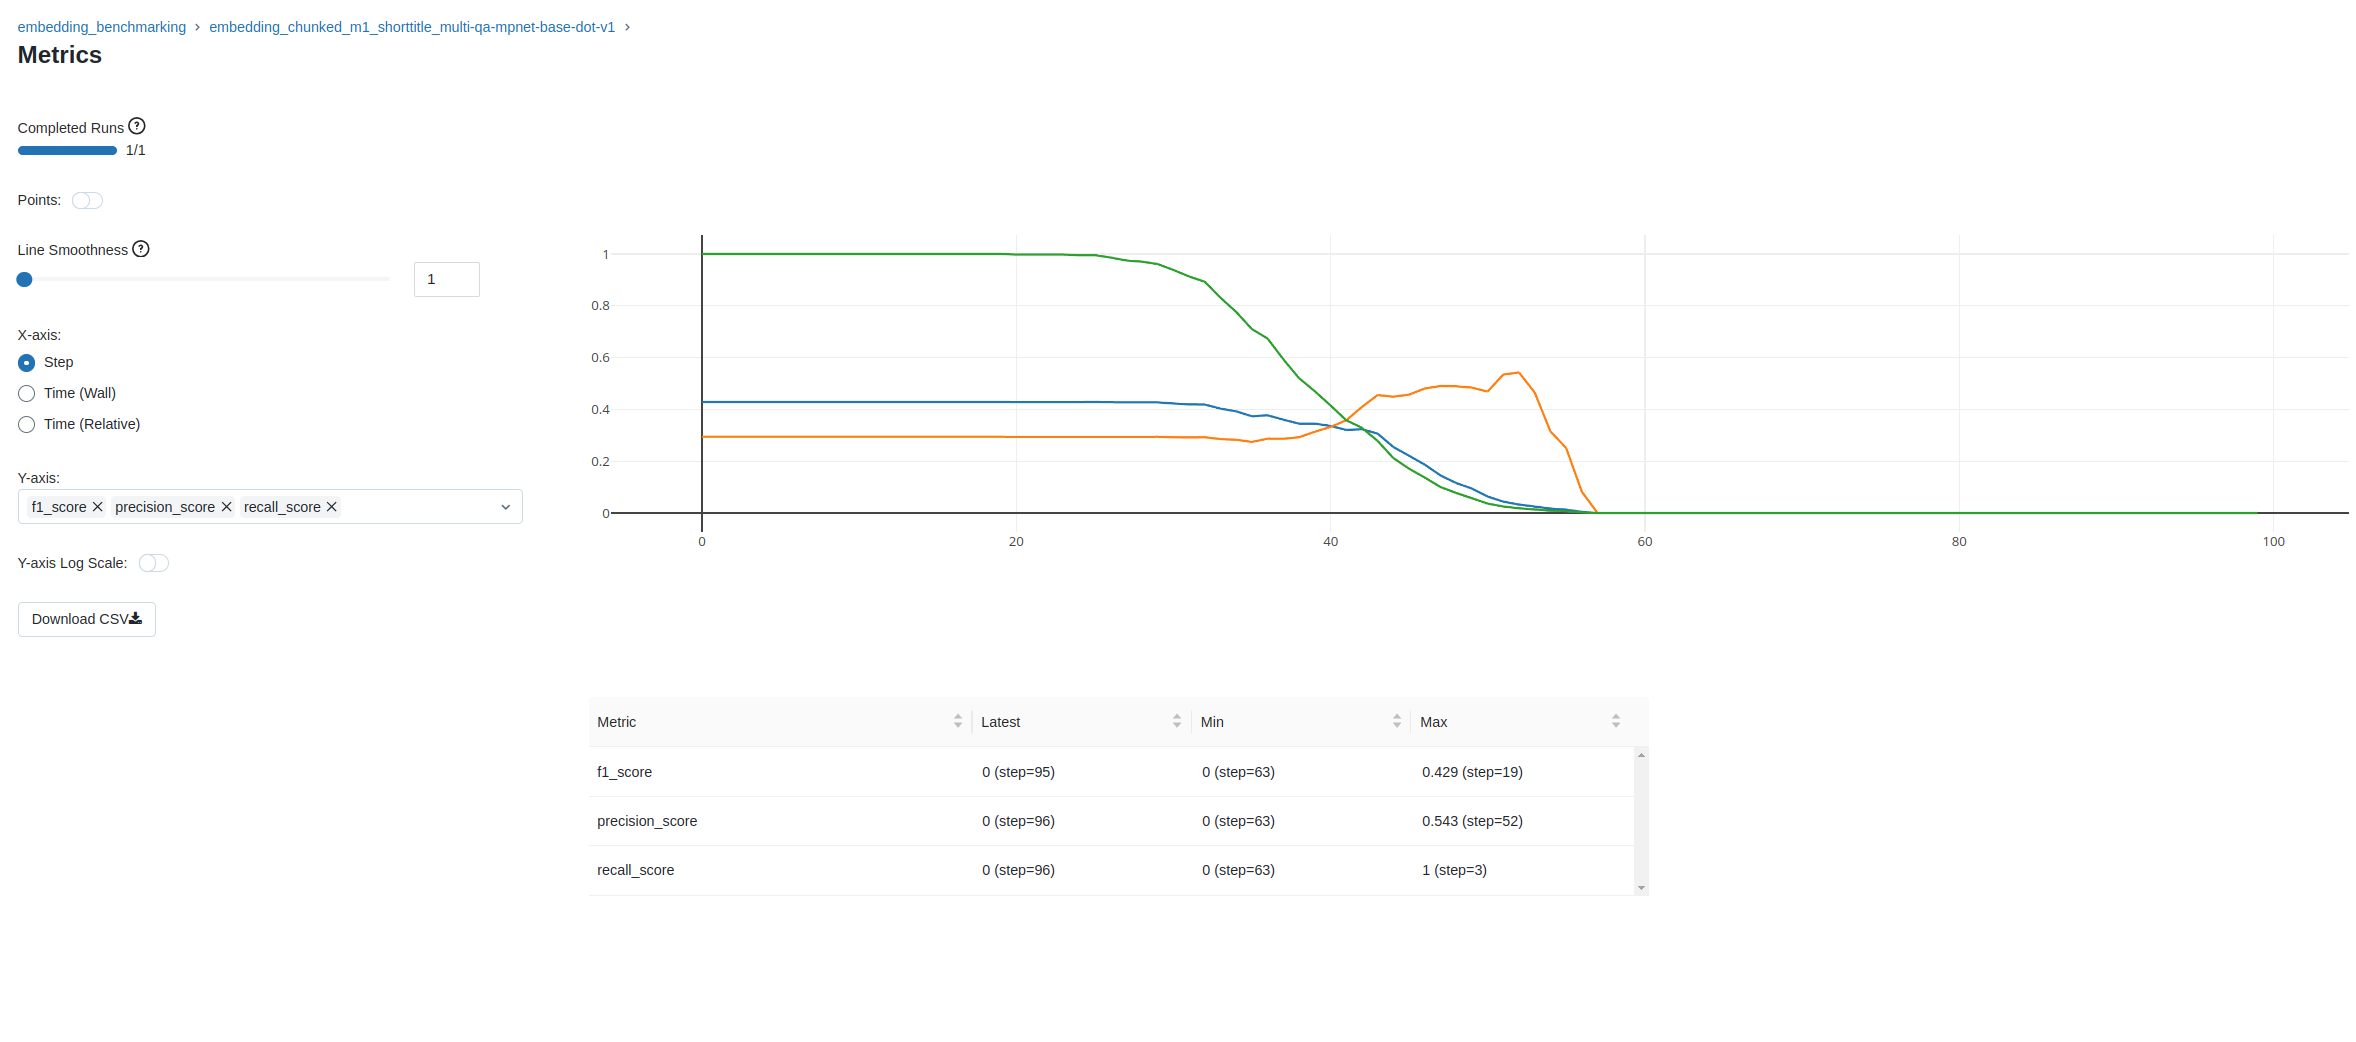 embedding_benchmarking › embedding_chunked_m1_shorttitle_multi-qa-mpnet-base-dot-v1 ›
Metrics
Completed Runs ?
1/1
Points:
Line Smoothness ?
1
X-axis:
Step
Time (Wall)
Time (Relative)
Y-axis:
f1_score precision_score recall_score
Y-axis Log Scale:
Download CSV
1
0.8
0.6
0.4
0.2
0
0 20 40 60 80 100
Metric Latest Min Max
f1_score 0 (step=95) 0 (step=63) 0.429 (step=19)
precision_score 0 (step=96) 0 (step=63) 0.543 (step=52)
recall_score 0 (step=96) 0 (step=63) 1 (step=3)